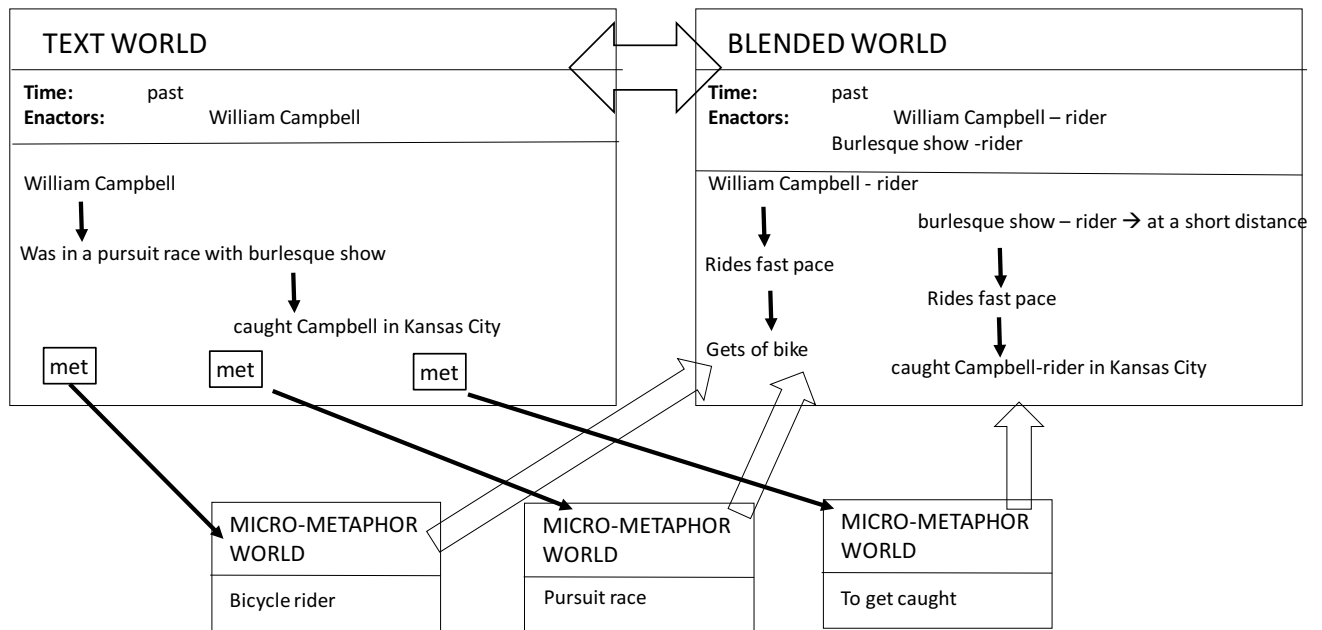 TEXT WORLD
Time: past
Enactors: William Campbell
William Campbell
Was in a pursuit race with burlesque show
caught Campbell in Kansas City
met
met
met
BLENDED WORLD
Time: past
Enactors: William Campbell – rider
Burlesque show -rider
William Campbell - rider
burlesque show – rider → at a short distance
Rides fast pace
Rides fast pace
Gets of bike
caught Campbell-rider in Kansas City
MICRO-METAPHOR
WORLD
Bicycle rider
MICRO-METAPHOR
WORLD
Pursuit race
MICRO-METAPHOR
WORLD
To get caught